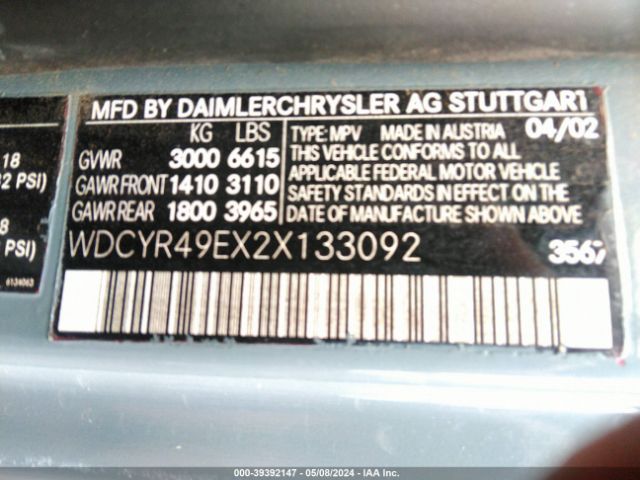 MFD BY DAIMLERCHRYSLER AG STUTTGART
KG LBS
GVWR 3000 6615
GAWR FRONT 1410 3110
GAWR REAR 1800 3965
TYPE: MPV MADE IN AUSTRIA 04/02
THIS VEHICLE CONFORMS TO ALL
APPLICABLE FEDERAL MOTOR VEHICLE
SAFETY STANDARDS IN EFFECT ON THE
DATE OF MANUFACTURE SHOWN ABOVE
WDCYR49EX2X133092
3567
18
32 PSI)
8
PSI)
6134063
000-39392147 - 05/08/2024 - IAA Inc.